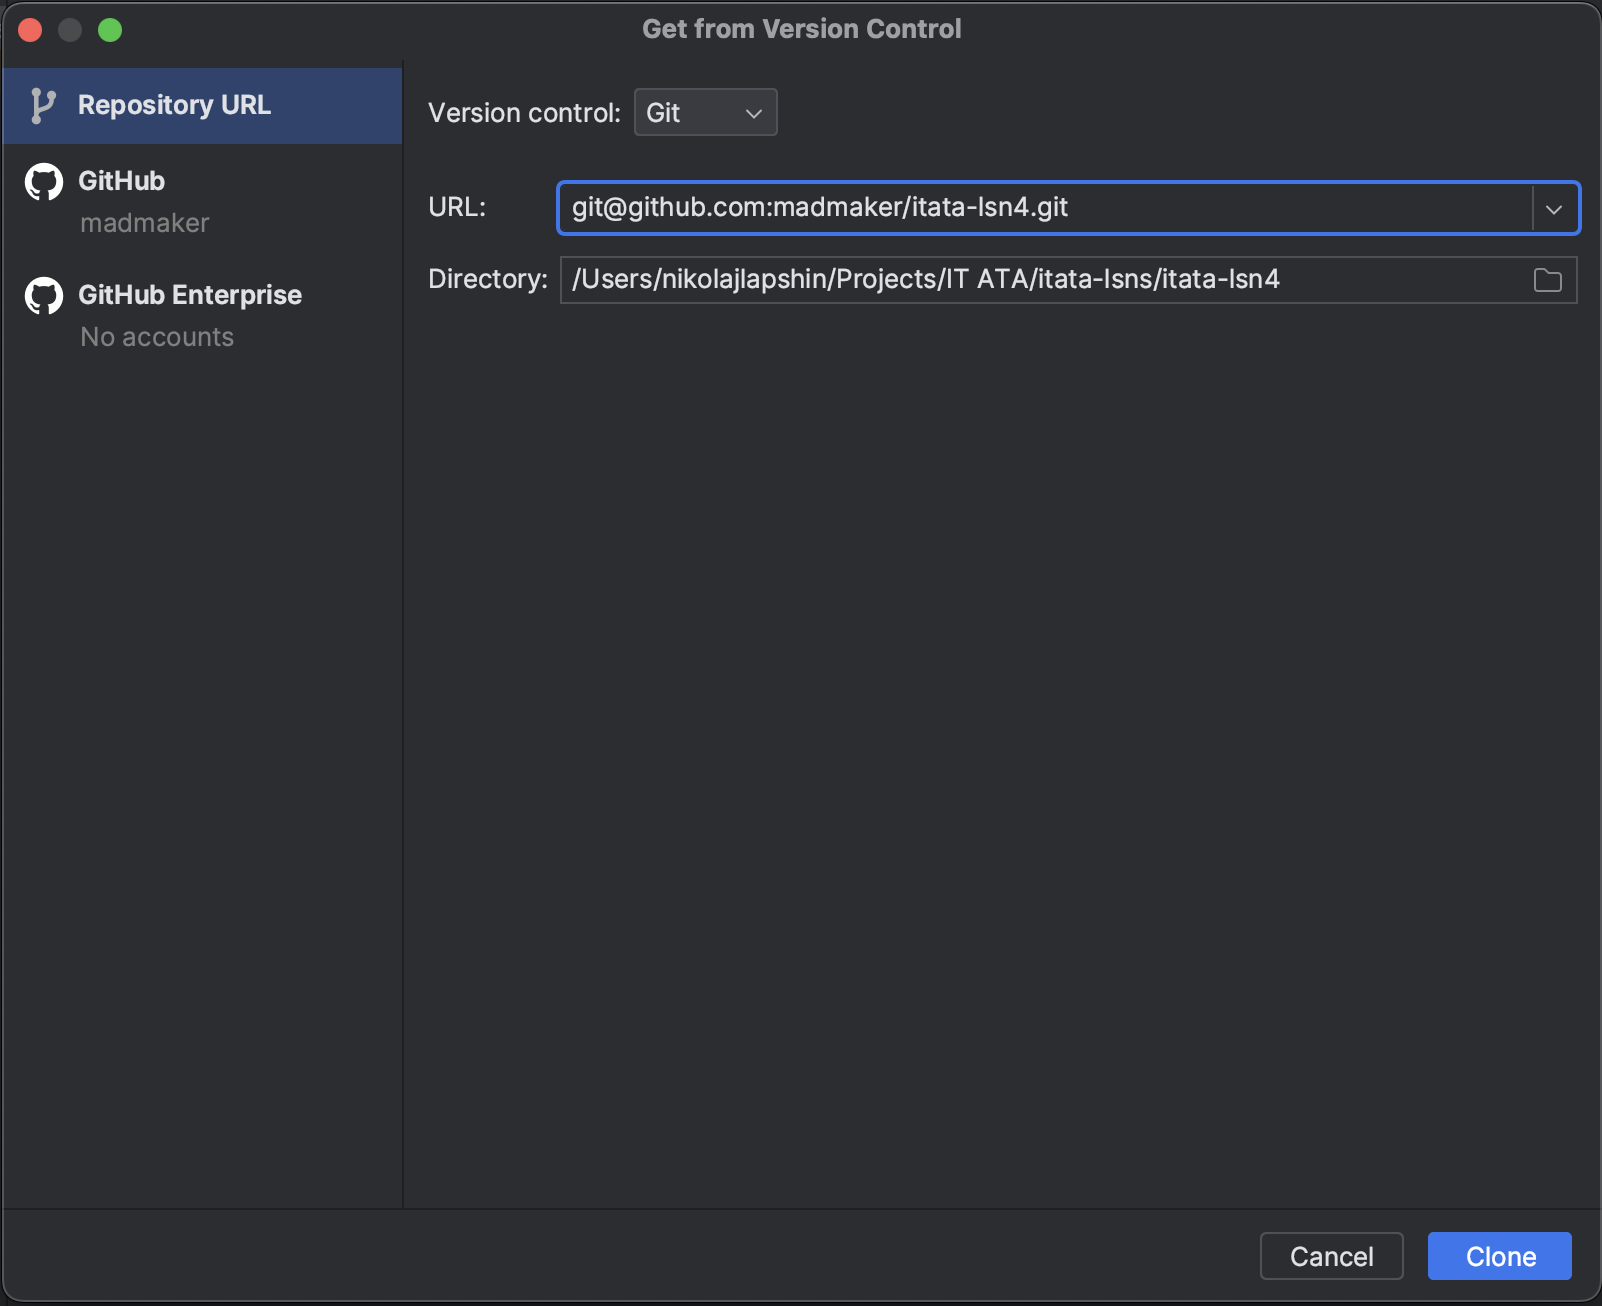 Get from Version Control
Repository URL
GitHub
madmaker
GitHub Enterprise
No accounts
Version control: Git
URL: git@github.com:madmaker/itata-lsn4.git
Directory: /Users/nikolajlapshin/Projects/IT ATA/itata-lsns/itata-lsn4
Cancel Clone